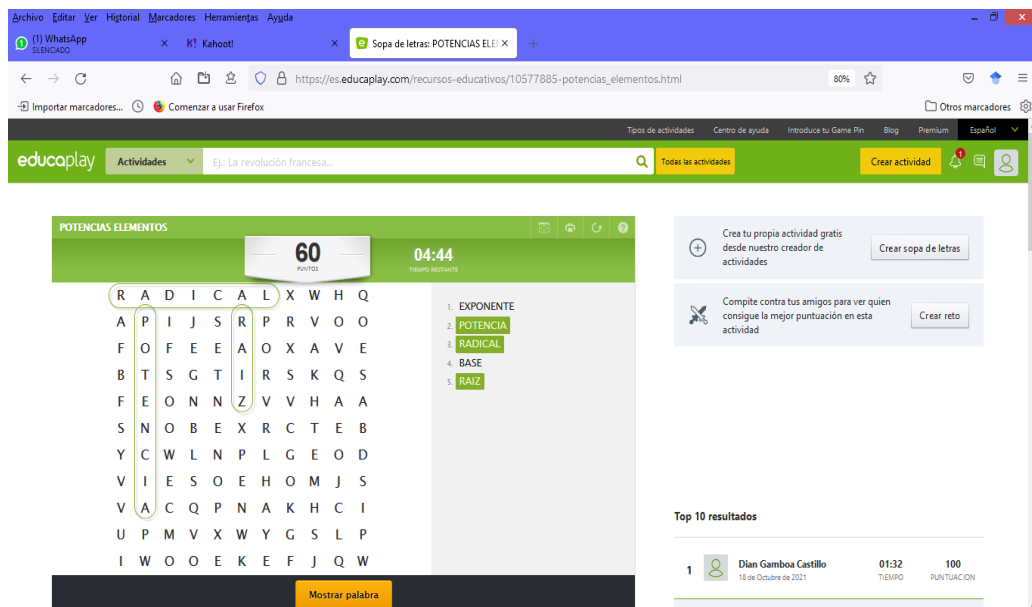 Archivo Editar Ver Historial Marcadores Herramientas Ayuda
(1) WhatsApp
SILENCIADO
K! Kahoot!
Sopa de letras: POTENCIAS ELE
https://es.educaplay.com/recursos-educativos/10577885-potencias_elementos.html
80%
Importar marcadores...
Comenzar a usar Firefox
Otros marcadores
Tipos de actividades
Centro de ayuda
Introduce tu Game Pin
Blog
Premium
Español
educaplay
Actividades
Ej.: La revolución francesa...
Todas las actividades
Crear actividad
1
POTENCIAS ELEMENTOS
60
PUNTOS
04:44
TIEMPO RESTANTE
R A D I C A L X W H Q
A P I J S R P R V O O
F O F E E A O X A V E
B T S G T I R S K Q S
F E O N N Z V V H A A
S N O B E X R C T E B
Y C W L N P L G E O D
V I E S O E H O M J S
V A C Q P N A K H C I
U P M V X W Y G S L P
I W O O E K E F J Q W
1. EXPONENTE
2. POTENCIA
3. RADICAL
4. BASE
5. RAIZ
Mostrar palabra
Crea tu propia actividad gratis
desde nuestro creador de
actividades
Crear sopa de letras
Compite contra tus amigos para ver quien
consigue la mejor puntuación en esta
actividad
Crear reto
Top 10 resultados
1
Dian Gamboa Castillo
18 de Octubre de 2021
01:32
TIEMPO
100
PUNTUACION